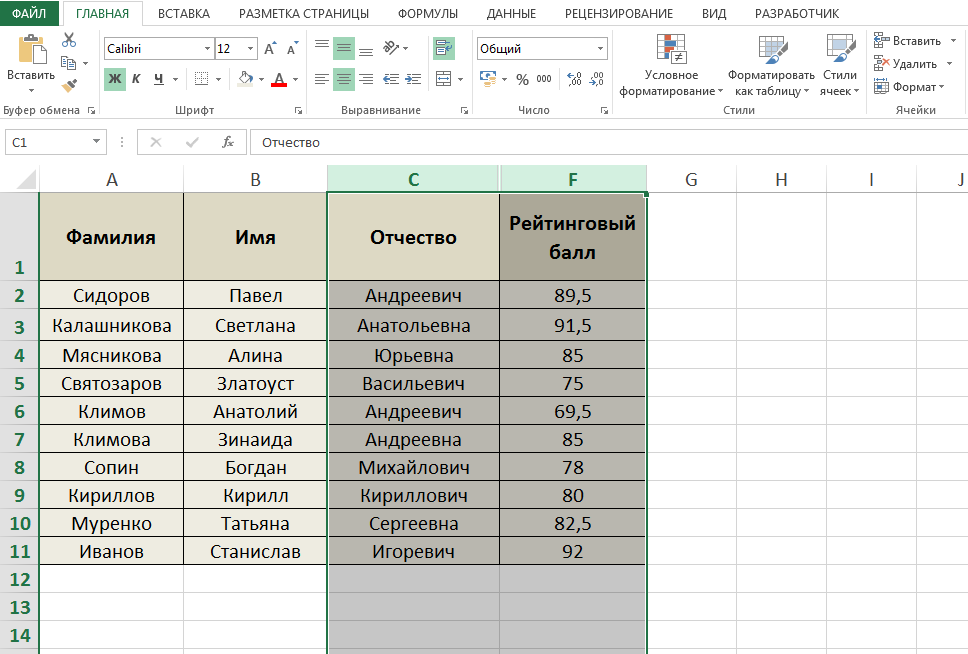 ФАЙЛ ГЛАВНАЯ ВСТАВКА РАЗМЕТКА СТРАНИЦЫ ФОРМУЛЫ ДАННЫЕ РЕЦЕНЗИРОВАНИЕ ВИД РАЗРАБОТЧИК
Calibri 12 А А Общий Вставить
Вставить Ж К Ч А % 000 ,00 ,00 Условное форматирование Форматировать как таблицу Стили ячеек Удалить
Формат
Буфер обмена Шрифт Выравнивание Число Стили Ячейки
C1 fx Отчество
A B C F G H I J
1 Фамилия Имя Отчество Рейтинговый балл
2 Сидоров Павел Андреевич 89,5
3 Калашникова Светлана Анатольевна 91,5
4 Мясникова Алина Юрьевна 85
5 Святозаров Златоуст Васильевич 75
6 Климов Анатолий Андреевич 69,5
7 Климова Зинаида Андреевна 85
8 Сопин Богдан Михайлович 78
9 Кириллов Кирилл Кириллович 80
10 Муренко Татьяна Сергеевна 82,5
11 Иванов Станислав Игоревич 92
12
13
14